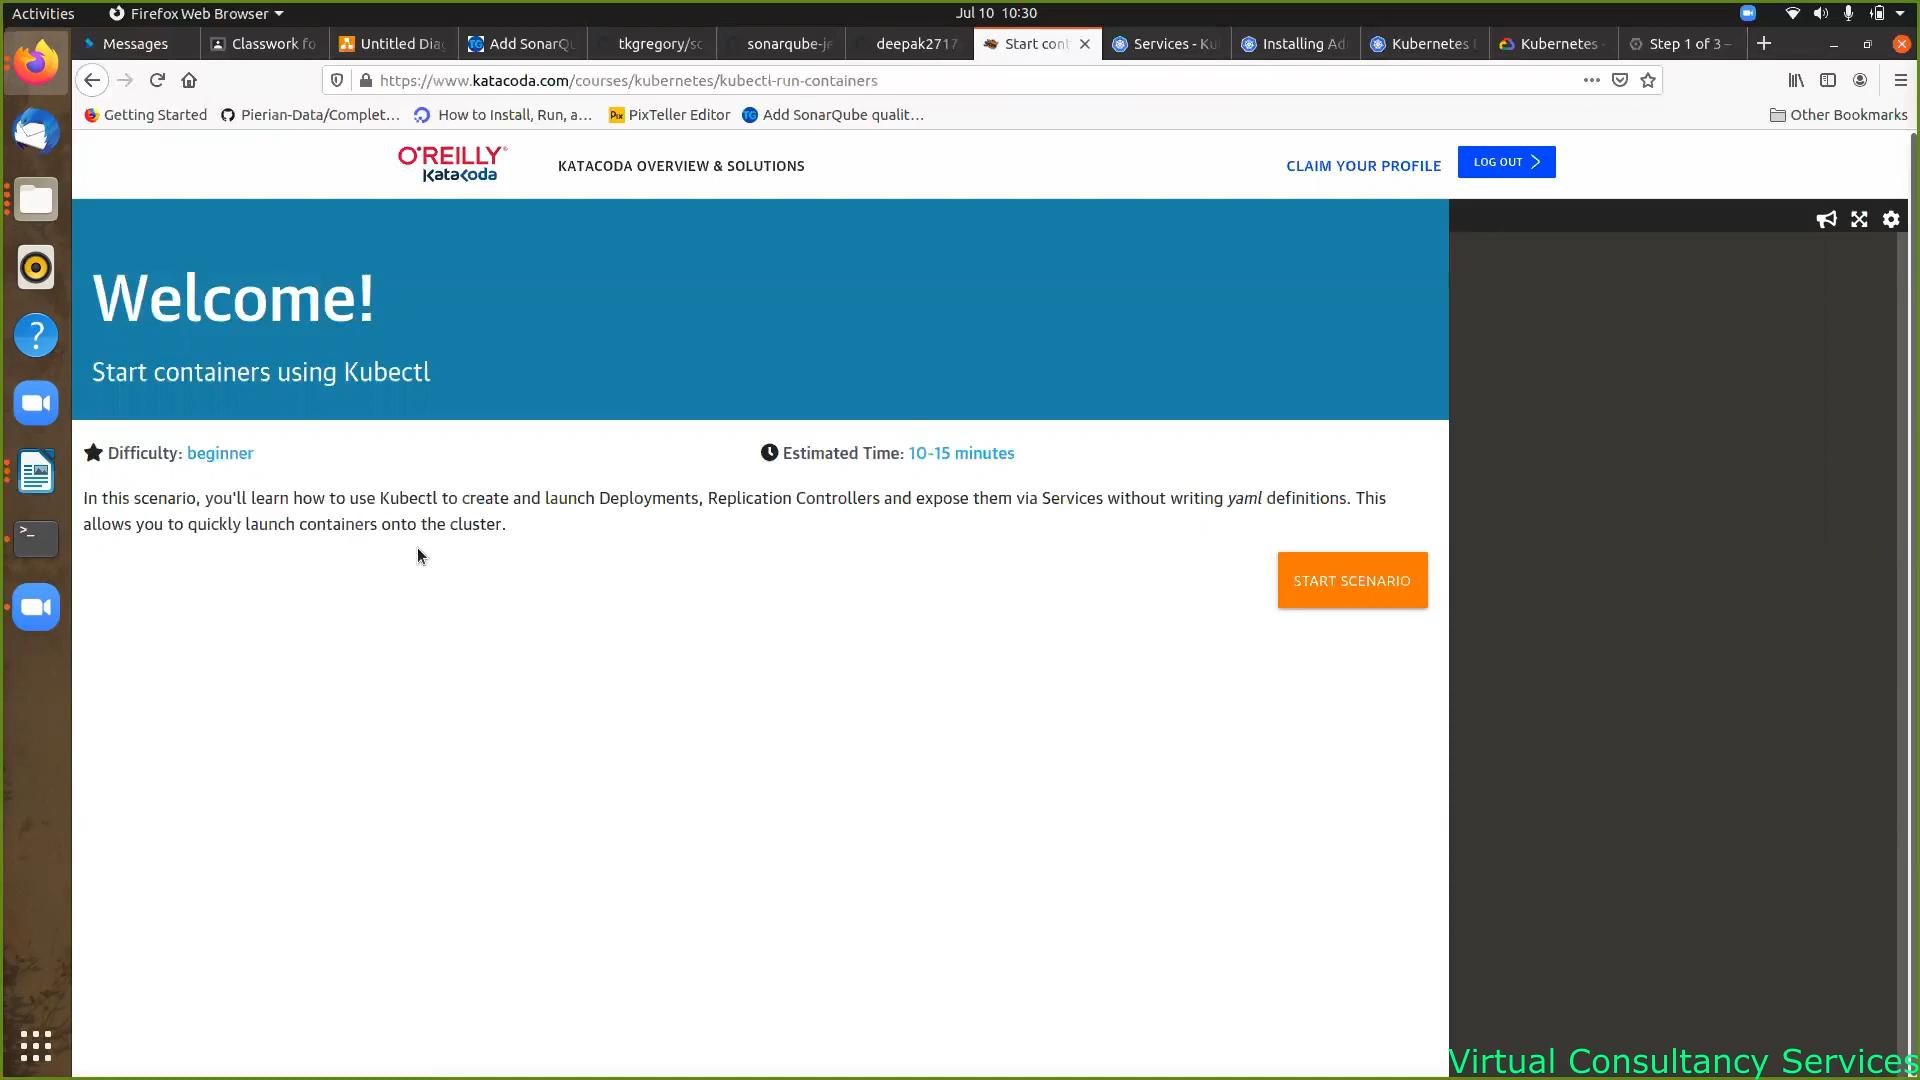 Activities
Firefox Web Browser
Jul 10 10:30
Messages
Classwork fo
Untitled Dia
Add SonarQu
tkgregory/so
sonarqube-je
deepak2717
Start cont
Services - Ku
Installing Ad
Kubernetes
Kubernetes -
Step 1 of 3 –
https://www.katacoda.com/courses/kubernetes/kubectl-run-containers
Getting Started
Pierian-Data/Complet...
How to Install, Run, a...
Pix
PixTeller Editor
TG
Add SonarQube qualit...
Other Bookmarks
O'REILLY
Katacoda
KATACODA OVERVIEW & SOLUTIONS
CLAIM YOUR PROFILE
LOG OUT
Welcome!
Start containers using Kubectl
Difficulty: beginner
Estimated Time: 10-15 minutes
In this scenario, you'll learn how to use Kubectl to create and launch Deployments, Replication Controllers and expose them via Services without writing yaml definitions. This
allows you to quickly launch containers onto the cluster.
START SCENARIO
Virtual Consultancy Services